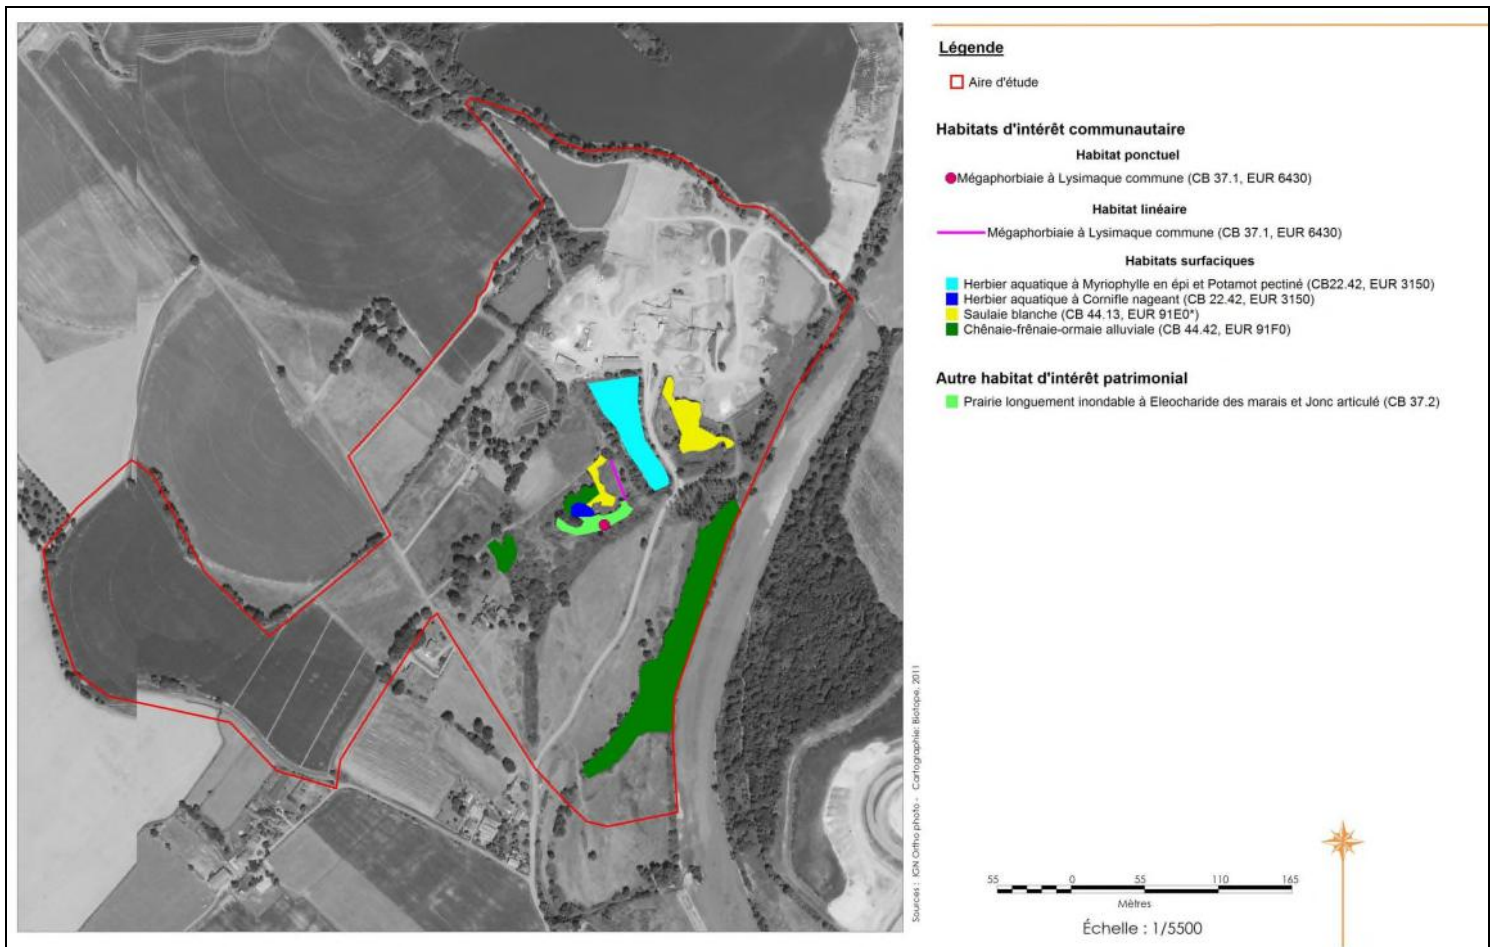 Légende
Aire d'étude
Habitats d'intérêt communautaire
Habitat ponctuel
Mégaphorbiaie à Lysimaque commune (CB 37.1, EUR 6430)
Habitat linéaire
Mégaphorbiaie à Lysimaque commune (CB 37.1, EUR 6430)
Habitats surfaciques
Herbier aquatique à Myriophylle en épi et Potamot pectiné (CB22.42, EUR 3150)
Herbier aquatique à Cornifle nageant (CB 22.42, EUR 3150)
Saulaie blanche (CB 44.13, EUR 91E0*)
Chênaie-frênaie-ormaie alluviale (CB 44.42, EUR 91F0)
Autre habitat d'intérêt patrimonial
Prairie longuement inondable à Eleocharide des marais et Jonc articulé (CB 37.2)
Sources : IGN Ortho photo - Cartographie: Biotope, 2011
55 0 55 110 165
Mètres
Échelle : 1/5500